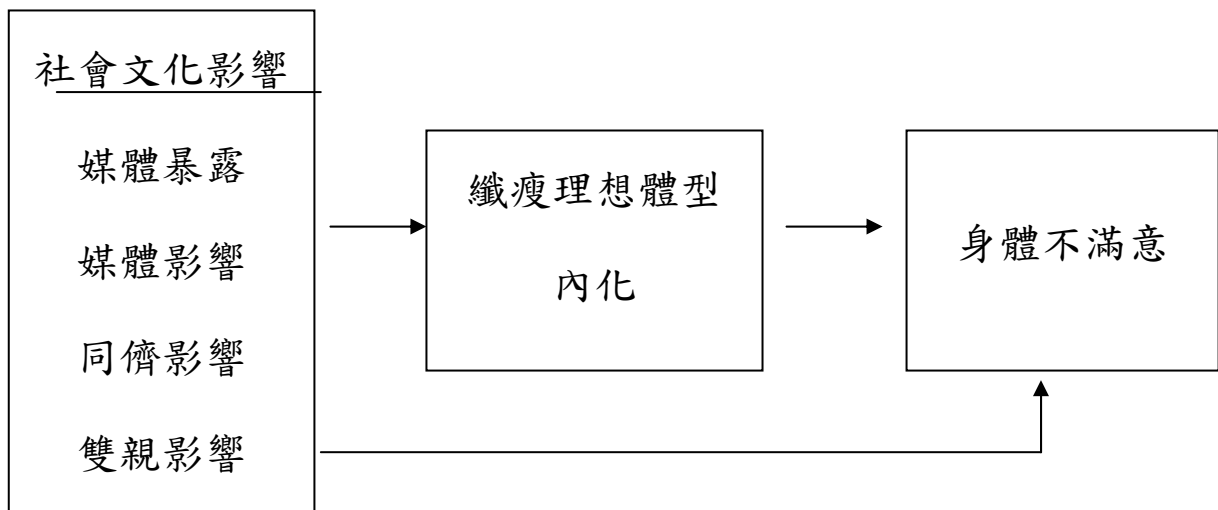 社會文化影響
媒體暴露
媒體影響
同儕影響
雙親影響
纖瘦理想體型
內化
身體不滿意